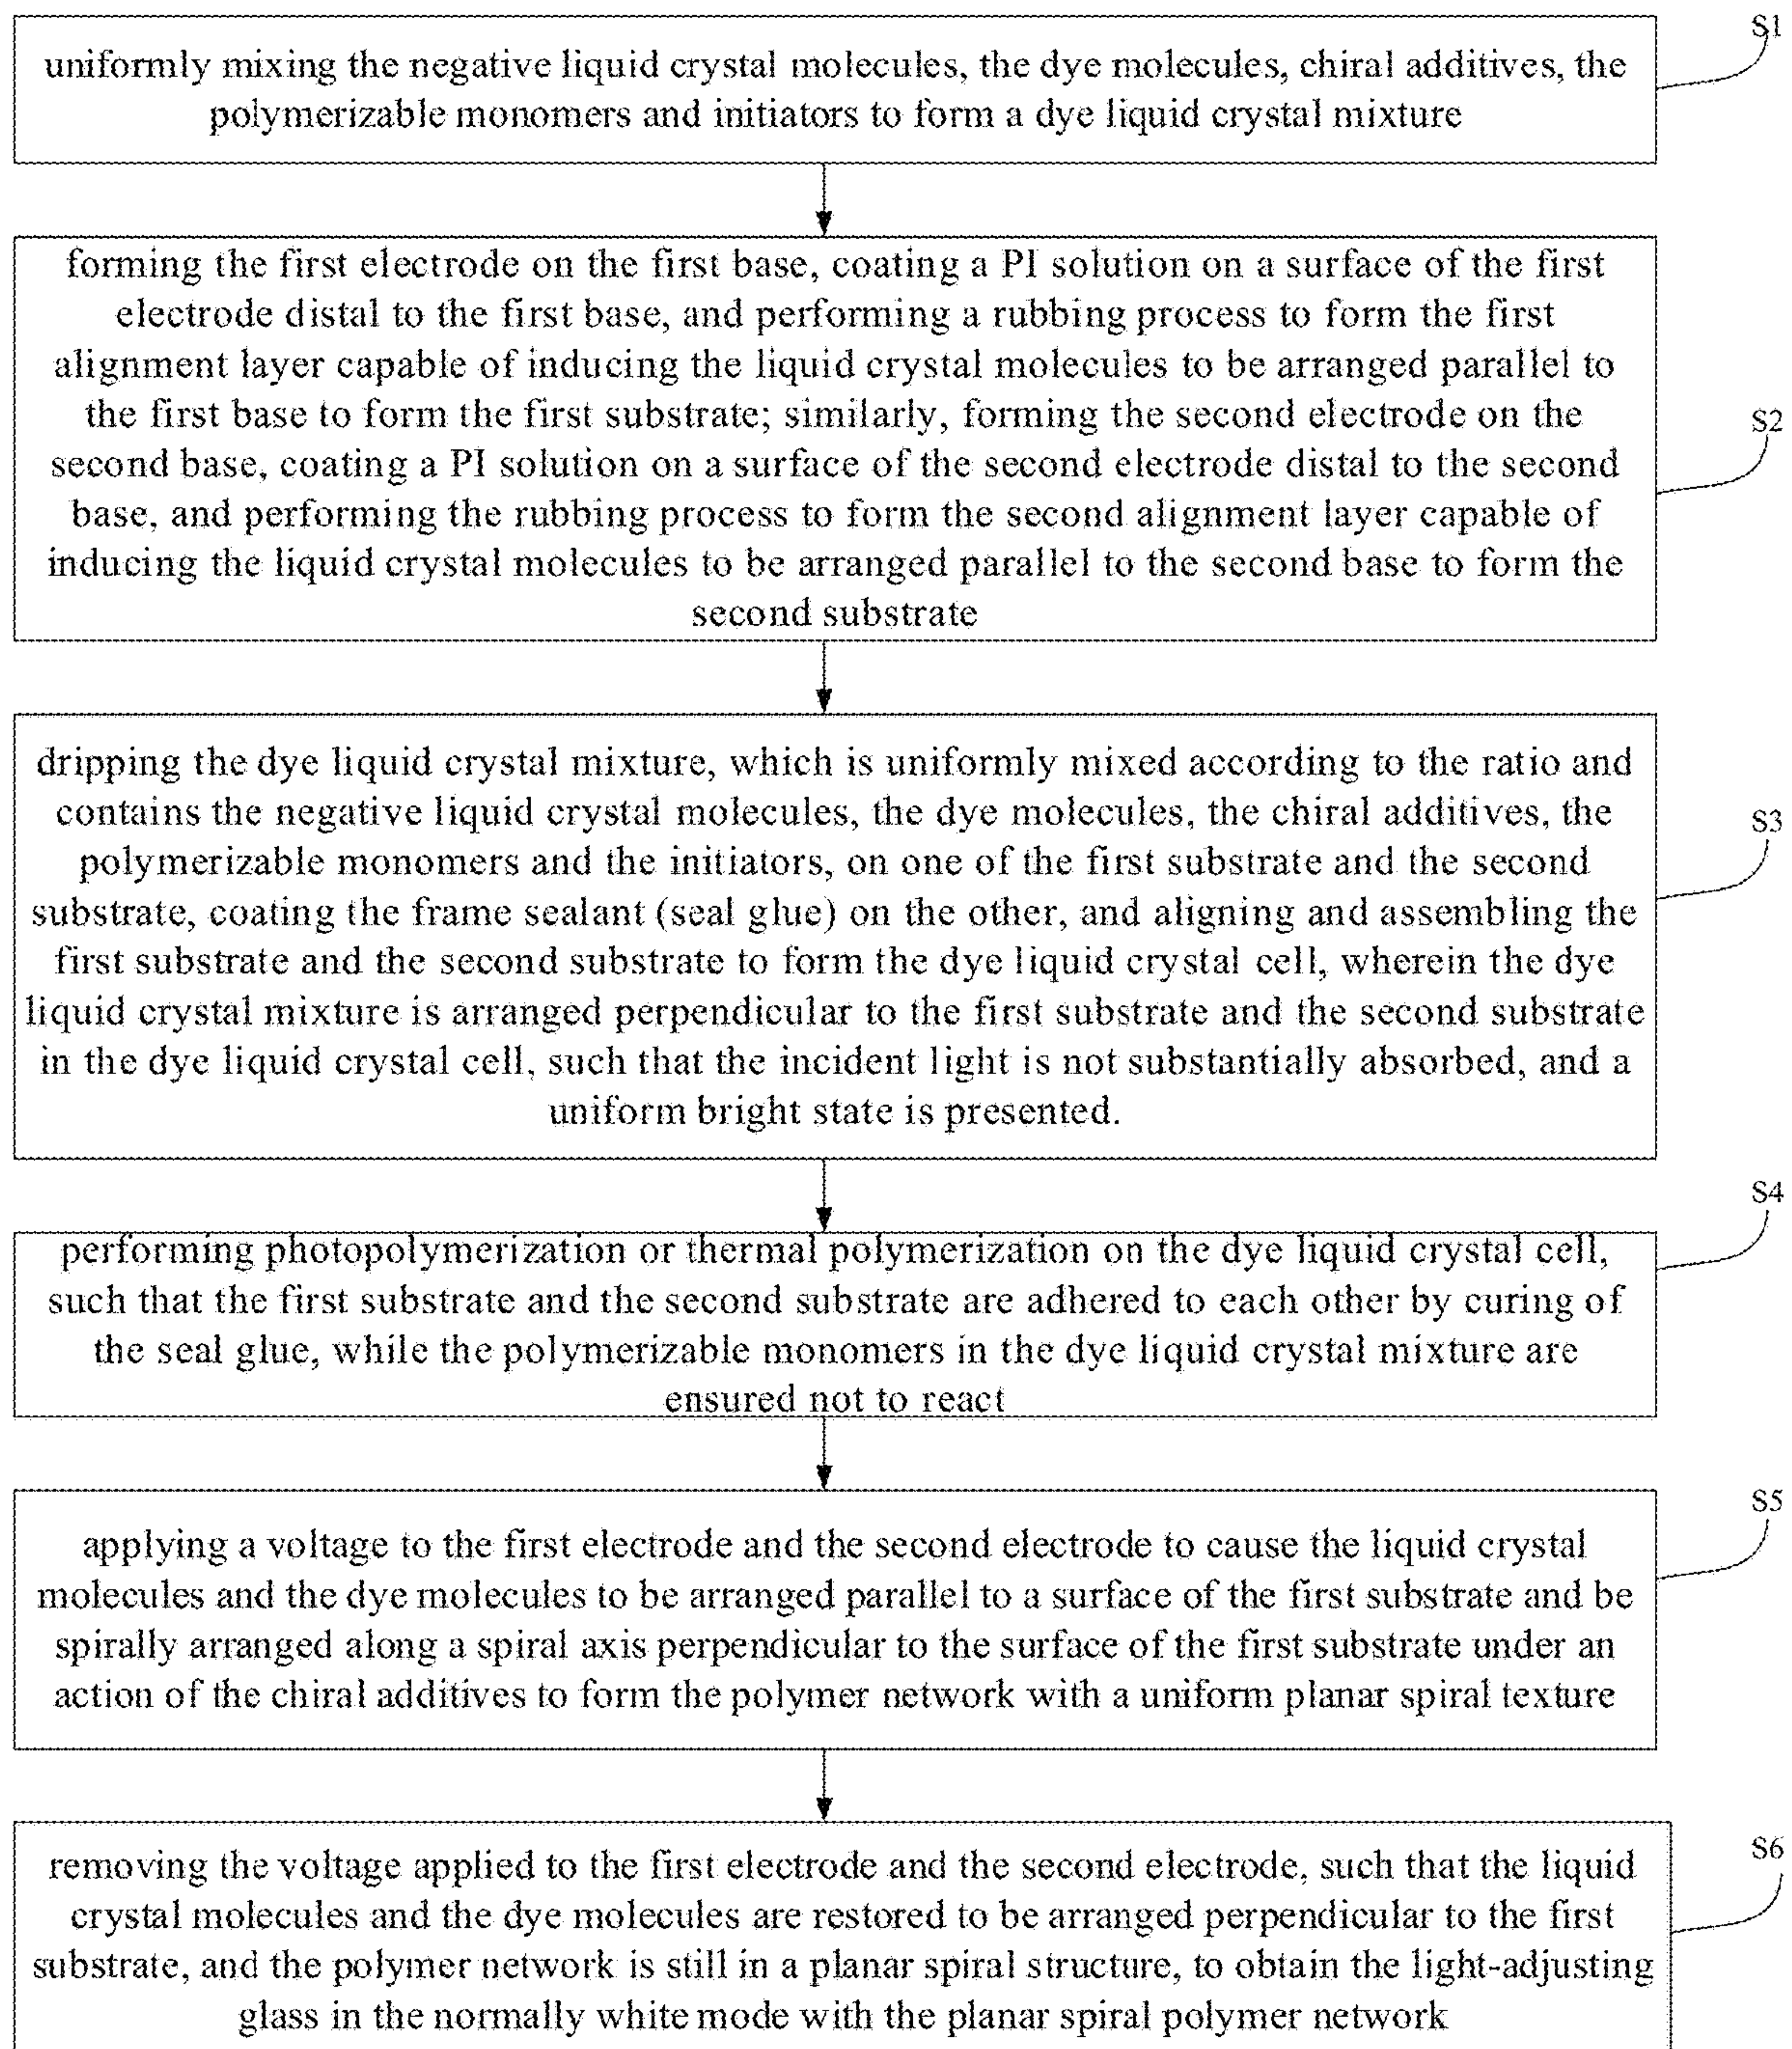 S1
uniformly mixing the negative liquid crystal molecules, the dye molecules, chiral additives, the
polymerizable monomers and initiators to form a dye liquid crystal mixture
forming the first electrode on the first base, coating a PI solution on a surface of the first
electrode distal to the first base, and performing a rubbing process to form the first
alignment layer capable of inducing the liquid crystal molecules to be arranged parallel to
the first base to form the first substrate; similarly, forming the second electrode on the
second base, coating a PI solution on a surface of the second electrode distal to the second
base, and performing the rubbing process to form the second alignment layer capable of
inducing the liquid crystal molecules to be arranged parallel to the second base to form the
second substrate
S2
dripping the dye liquid crystal mixture, which is uniformly mixed according to the ratio and
contains the negative liquid crystal molecules, the dye molecules, the chiral additives, the
polymerizable monomers and the initiators, on one of the first substrate and the second
substrate, coating the frame sealant (seal glue) on the other, and aligning and assembling the
first substrate and the second substrate to form the dye liquid crystal cell, wherein the dye
liquid crystal mixture is arranged perpendicular to the first substrate and the second substrate
in the dye liquid crystal cell, such that the incident light is not substantially absorbed, and a
uniform bright state is presented.
S3
S4
performing photopolymerization or thermal polymerization on the dye liquid crystal cell,
such that the first substrate and the second substrate are adhered to each other by curing of
the seal glue, while the polymerizable monomers in the dye liquid crystal mixture are
ensured not to react
S5
applying a voltage to the first electrode and the second electrode to cause the liquid crystal
molecules and the dye molecules to be arranged parallel to a surface of the first substrate and be
spirally arranged along a spiral axis perpendicular to the surface of the first substrate under an
action of the chiral additives to form the polymer network with a uniform planar spiral texture
S6
removing the voltage applied to the first electrode and the second electrode, such that the liquid
crystal molecules and the dye molecules are restored to be arranged perpendicular to the first
substrate, and the polymer network is still in a planar spiral structure, to obtain the light-adjusting
glass in the normally white mode with the planar spiral polymer network